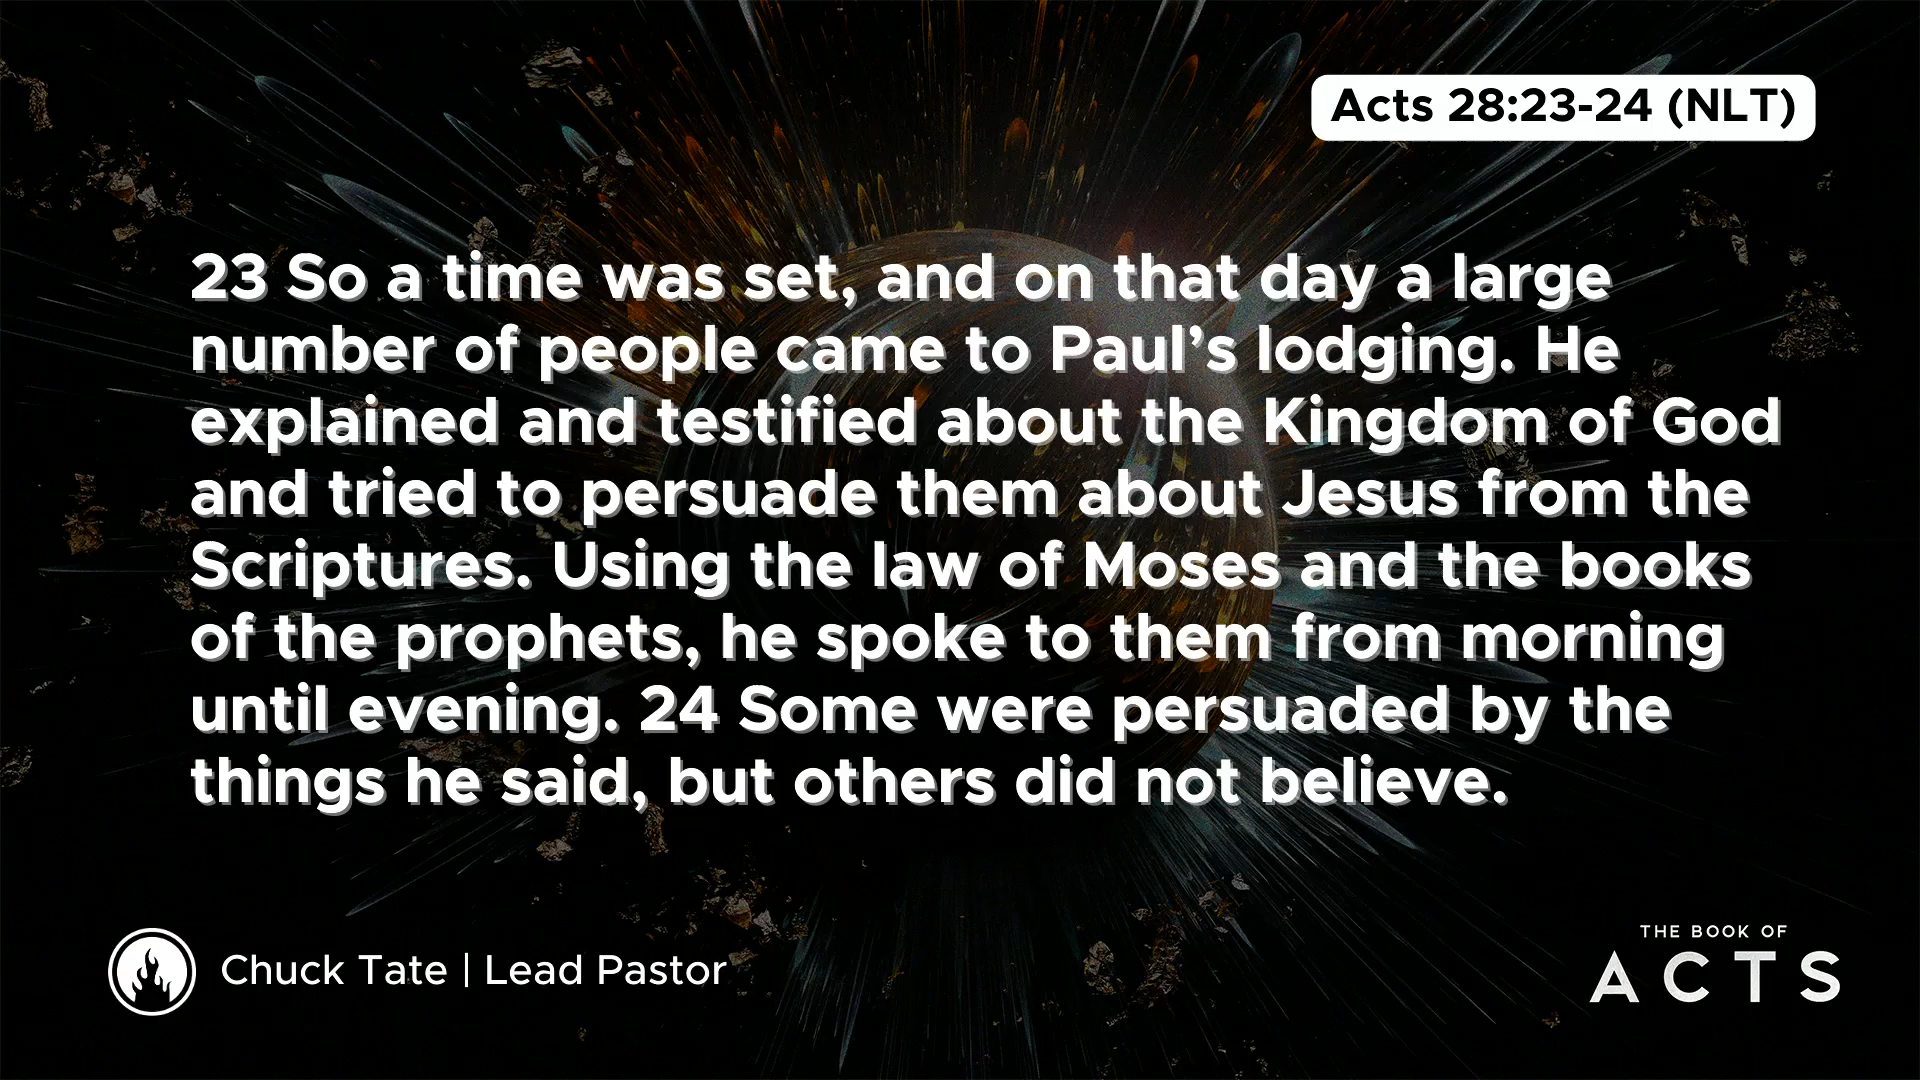 Acts 28:23-24 (NLT)
23 So a time was set, and on that day a large
number of people came to Paul’s lodging. He
explained and testified about the Kingdom of God
and tried to persuade them about Jesus from the
Scriptures. Using the law of Moses and the books
of the prophets, he spoke to them from morning
until evening. 24 Some were persuaded by the
things he said, but others did not believe.
Chuck Tate | Lead Pastor
THE BOOK OF
ACTS